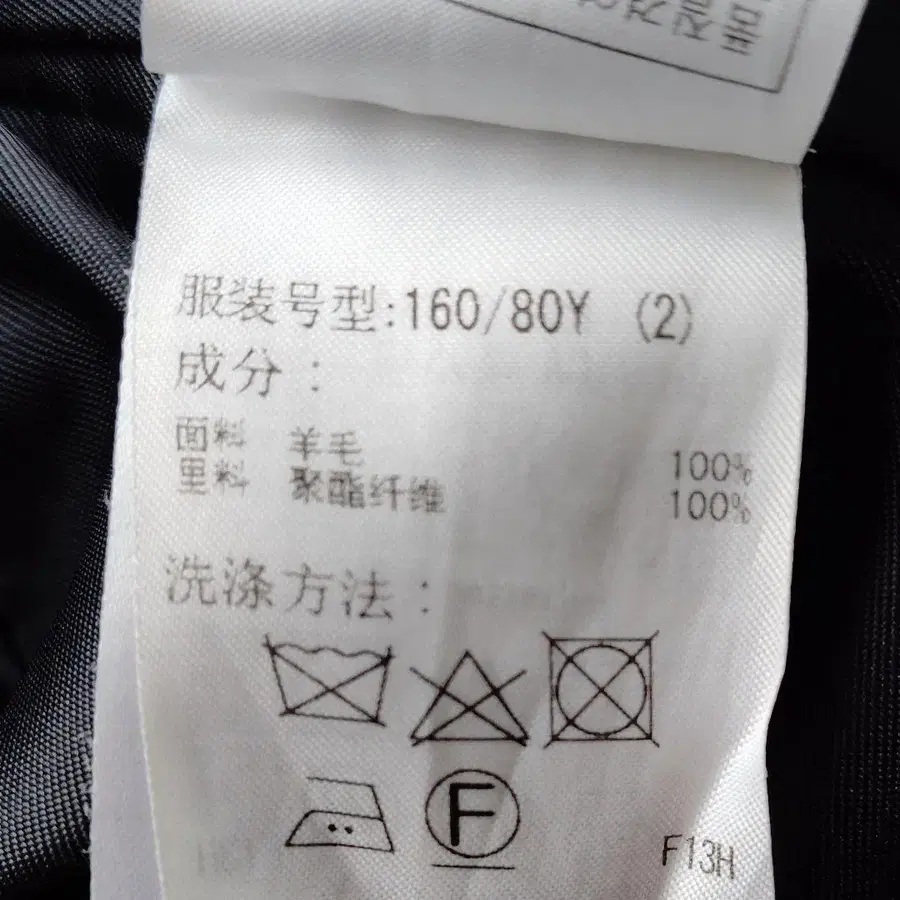 服装号型:160/80Y (2)
成分:
面料 羊毛 100%
里料 聚酯纤维 100%
洗涤方法:
F
F13H